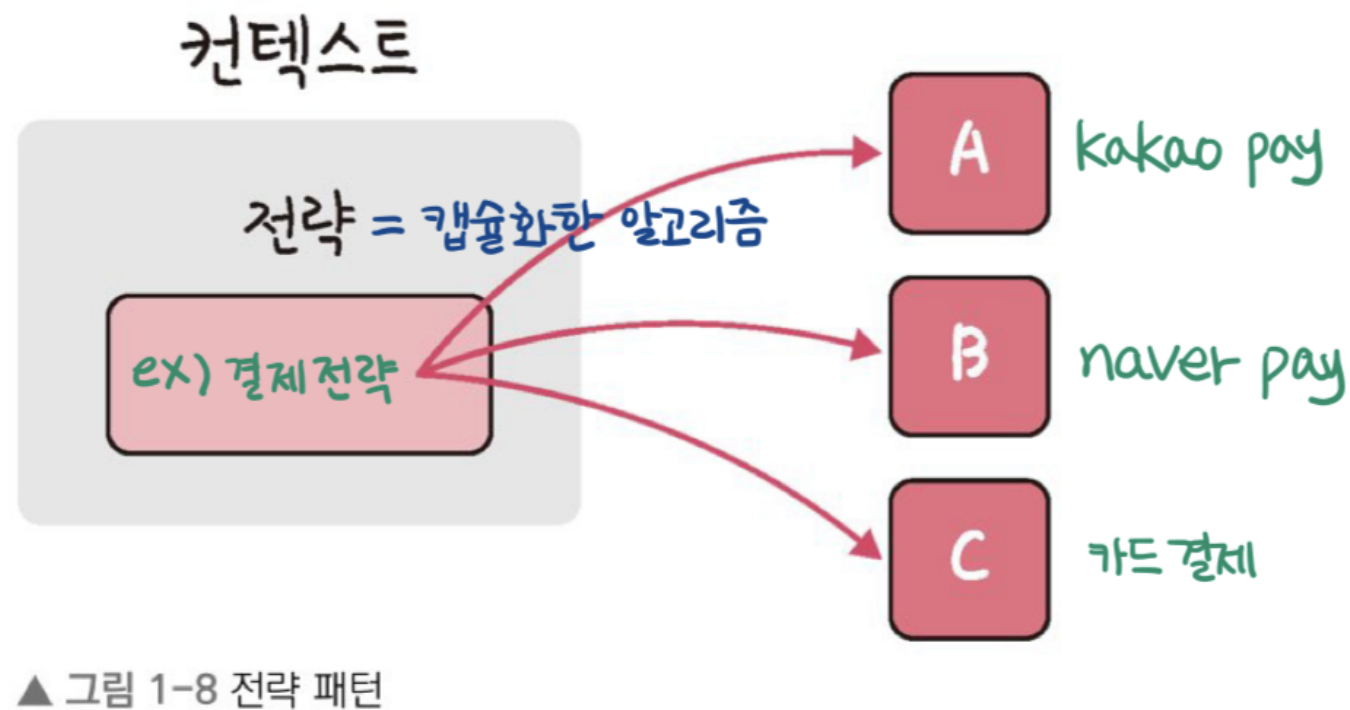 컨텍스트
전략 = 캡슐화한 알고리즘
ex) 결제전략
A kakao pay
B naver pay
C 카드결제
▲ 그림 1-8 전략 패턴